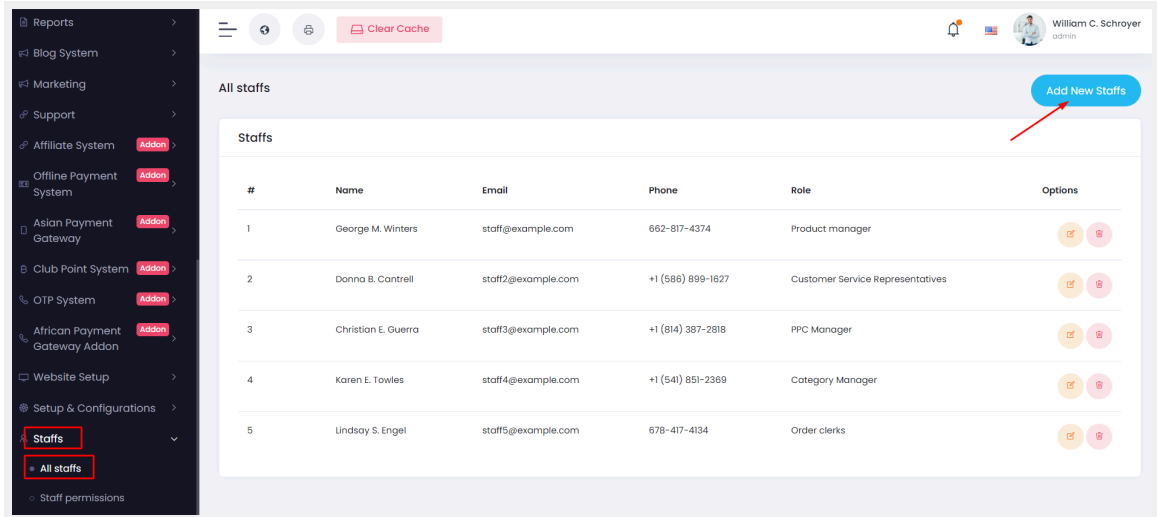 Reports
Blog System
Marketing
Support
Affiliate System Addon
Offline Payment Addon
System
Asian Payment Addon
Gateway
Club Point System Addon
OTP System Addon
African Payment Addon
Gateway Addon
Website Setup
Setup & Configurations
Staffs
All staffs
Staff permissions
Clear Cache
William C. Schroyer
admin
All staffs
Add New Staffs
Staffs
# Name Email Phone Role Options
1 George M. Winters staff@example.com 662-817-4374 Product manager
2 Donna B. Cantrell staff2@example.com +1 (586) 899-1627 Customer Service Representatives
3 Christian E. Guerra staff3@example.com +1 (814) 387-2818 PPC Manager
4 Karen E. Towles staff4@example.com +1 (541) 851-2369 Category Manager
5 Lindsay S. Engel staff5@example.com 678-417-4134 Order clerks